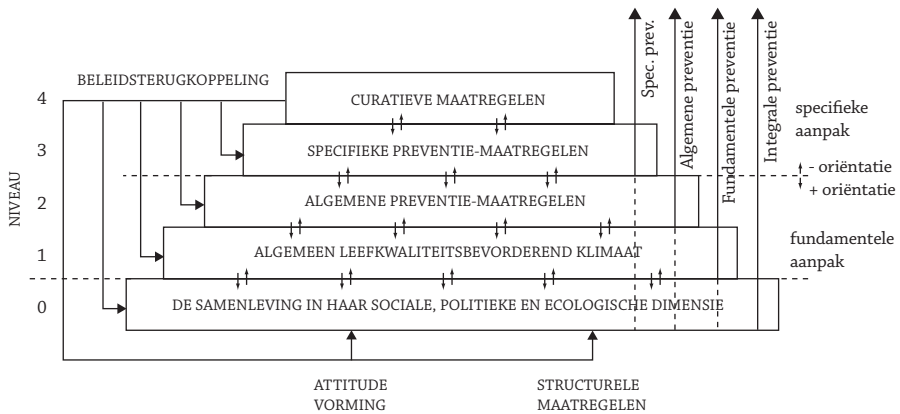 BELEIDSTERUGKOPPELING
NIVEAU
4
CURATIEVE MAATREGELEN
3
SPECIFIEKE PREVENTIE-MAATREGELEN
2
ALGEMENE PREVENTIE-MAATREGELEN
1
ALGEMEEN LEEFKWALITEITSBEVORDEREND KLIMAAT
0
DE SAMENLEVING IN HAAR SOCIALE, POLITIEKE EN ECOLOGISCHE DIMENSIE
Spec. prev.
Algemene preventie
Fundamentele preventie
Integrale preventie
specifieke
aanpak
- oriëntatie
+ oriëntatie
fundamentele
aanpak
ATTITUDE
VORMING
STRUCTURELE
MAATREGELEN